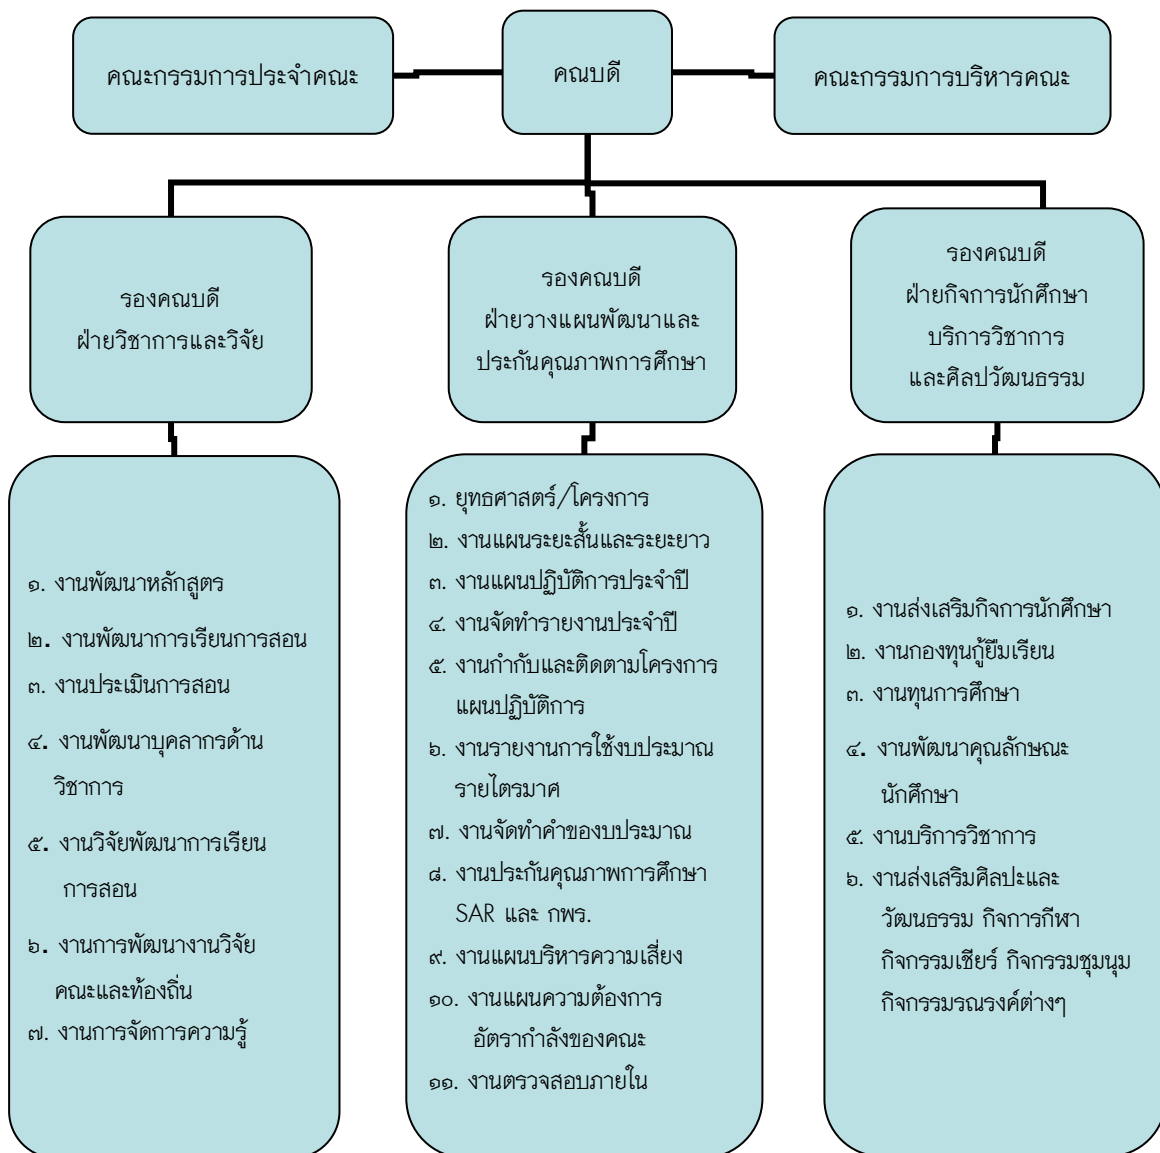 คณะกรรมการประจำคณะ
คณบดี
คณะกรรมการบริหารคณะ
รองคณบดี
ฝ่ายวิชาการและวิจัย
รองคณบดี
ฝ่ายวางแผนพัฒนาและ
ประกันคุณภาพการศึกษา
รองคณบดี
ฝ่ายกิจการนักศึกษา
บริการวิชาการ
และศิลปวัฒนธรรม
๑. งานพัฒนาหลักสูตร
๒. งานพัฒนาการเรียนการสอน
๓. งานประเมินการสอน
๔. งานพัฒนาบุคลากรด้าน
วิชาการ
๕. งานวิจัยพัฒนาการเรียน
การสอน
๖. งานการพัฒนางานวิจัย
คณะและท้องถิ่น
๗. งานการจัดการความรู้
๑. ยุทธศาสตร์/โครงการ
๒. งานแผนระยะสั้นและระยะยาว
๓. งานแผนปฏิบัติการประจำปี
๔. งานจัดทำรายงานประจำปี
๕. งานกำกับและติดตามโครงการ
แผนปฏิบัติการ
๖. งานรายงานการใช้งบประมาณ
รายไตรมาศ
๗. งานจัดทำคำของบประมาณ
๘. งานประกันคุณภาพการศึกษา
SAR และ กพร.
๙. งานแผนบริหารความเสี่ยง
๑๐. งานแผนความต้องการ
อัตรากำลังของคณะ
๑๑. งานตรวจสอบภายใน
๑. งานส่งเสริมกิจการนักศึกษา
๒. งานกองทุนกู้ยืมเรียน
๓. งานทุนการศึกษา
๔. งานพัฒนาคุณลักษณะ
นักศึกษา
๕. งานบริการวิชาการ
๖. งานส่งเสริมศิลปะและ
วัฒนธรรม กิจการกีฬา
กิจกรรมเชียร์ กิจกรรมชุมนุม
กิจกรรมรณรงค์ต่างๆ